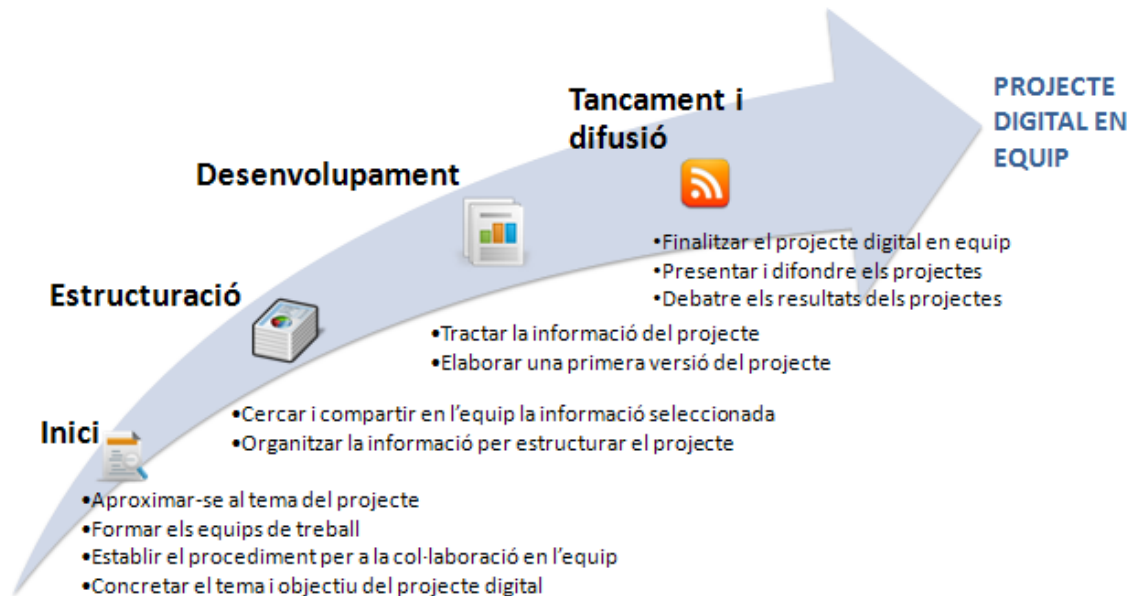 PROJECTE
DIGITAL EN
EQUIP
Tancament i
difusió
•Finalitzar el projecte digital en equip
•Presentar i difondre els projectes
•Debatre els resultats dels projectes
Desenvolupament
•Tractar la informació del projecte
•Elaborar una primera versió del projecte
Estructuració
•Cercar i compartir en l'equip la informació seleccionada
•Organitzar la informació per estructurar el projecte
Inici
•Aproximar-se al tema del projecte
•Formar els equips de treball
•Establir el procediment per a la col·laboració en l'equip
•Concretar el tema i objectiu del projecte digital